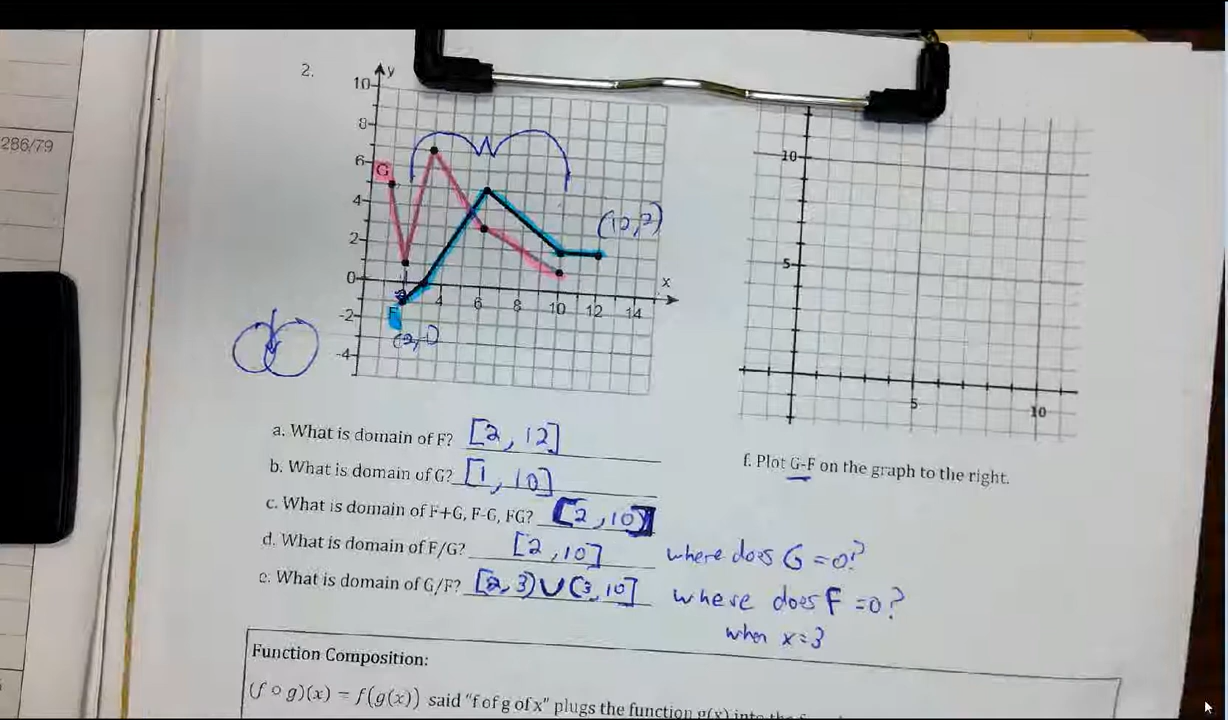 286/79
2.
y
10
8
6
G
4
(12,2)
2
0
x
4 6 8 10 12 14
-2
F
(2,-1)
-4
10
5
5
10
a. What is domain of F? [2, 12]
b. What is domain of G? [1, 10]
f. Plot G-F on the graph to the right.
c. What is domain of F+G, F-G, FG? [2, 10]
d. What is domain of F/G? [2, 10] where does G = 0?
e. What is domain of G/F? [2, 3) ∪ (3, 10] where does F = 0?
when x = 3
Function Composition:
(f ∘ g)(x) = f(g(x)) said "f of g of x" plugs the function g(x) into the